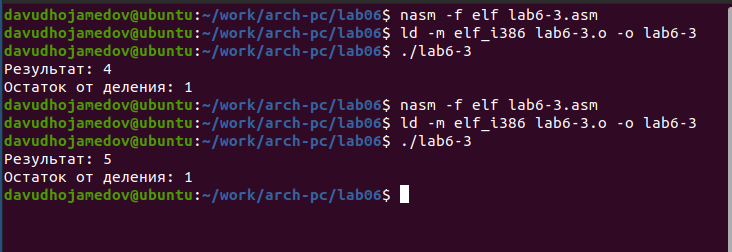 davudhojamedov@ubuntu:~/work/arch-pc/lab06$ nasm -f elf lab6-3.asm
davudhojamedov@ubuntu:~/work/arch-pc/lab06$ ld -m elf_i386 lab6-3.o -o lab6-3
davudhojamedov@ubuntu:~/work/arch-pc/lab06$ ./lab6-3
Результат: 4
Остаток от деления: 1
davudhojamedov@ubuntu:~/work/arch-pc/lab06$ nasm -f elf lab6-3.asm
davudhojamedov@ubuntu:~/work/arch-pc/lab06$ ld -m elf_i386 lab6-3.o -o lab6-3
davudhojamedov@ubuntu:~/work/arch-pc/lab06$ ./lab6-3
Результат: 5
Остаток от деления: 1
davudhojamedov@ubuntu:~/work/arch-pc/lab06$